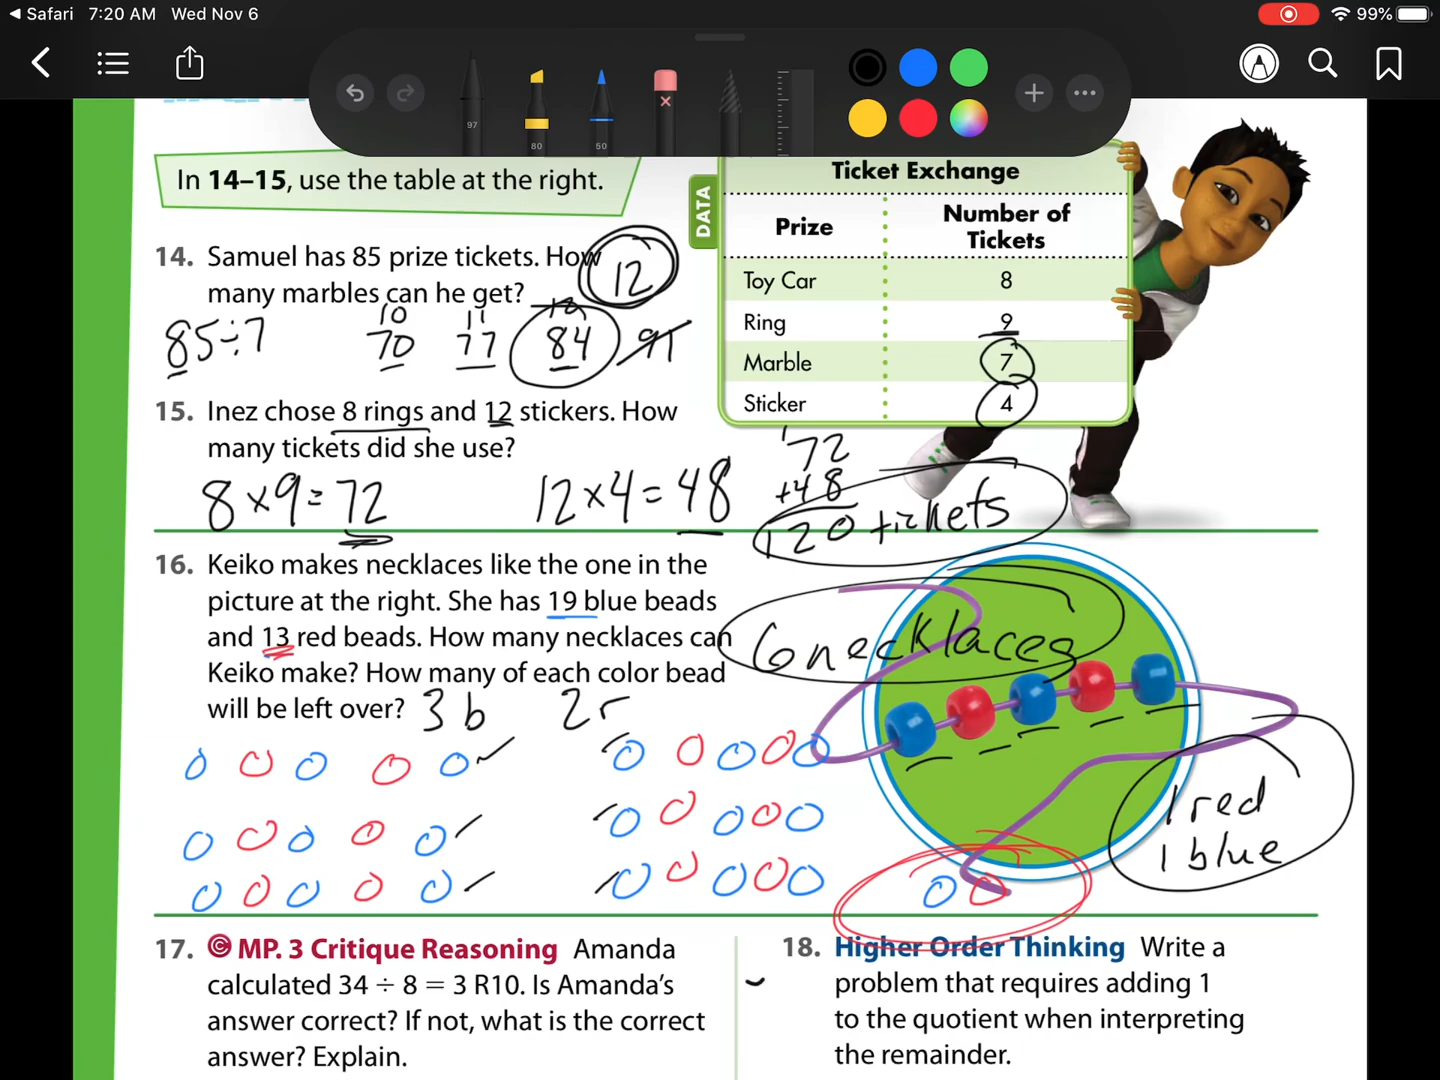 Safari 7:20 AM Wed Nov 6 99%
97 80 50
In 14–15, use the table at the right.
DATA
Ticket Exchange
Prize Number of Tickets
Toy Car 8
Ring 9
Marble 7
Sticker 4
14. Samuel has 85 prize tickets. How
many marbles can he get?
12
10 11 12
85÷7 70 77 84 91
15. Inez chose 8 rings and 12 stickers. How
many tickets did she use?
8×9=72 12×4=48
1
72
+48
120 tickets
16. Keiko makes necklaces like the one in the
picture at the right. She has 19 blue beads
and 13 red beads. How many necklaces can
Keiko make? How many of each color bead
will be left over? 3b 2r
6 necklaces
1 red
1 blue
17. © MP. 3 Critique Reasoning Amanda
calculated 34 ÷ 8 = 3 R10. Is Amanda's
answer correct? If not, what is the correct
answer? Explain.
18. Higher Order Thinking Write a
problem that requires adding 1
to the quotient when interpreting
the remainder.